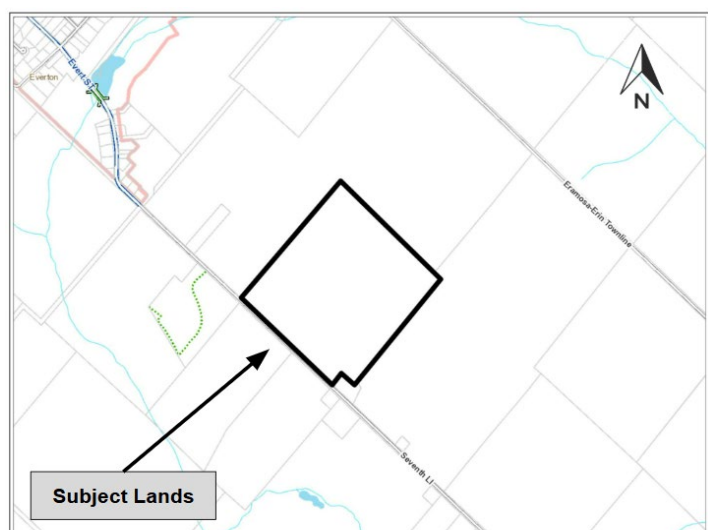 Everton
Evert St
N
Eramosa-Erin Townline
Seventh Li
Subject Lands